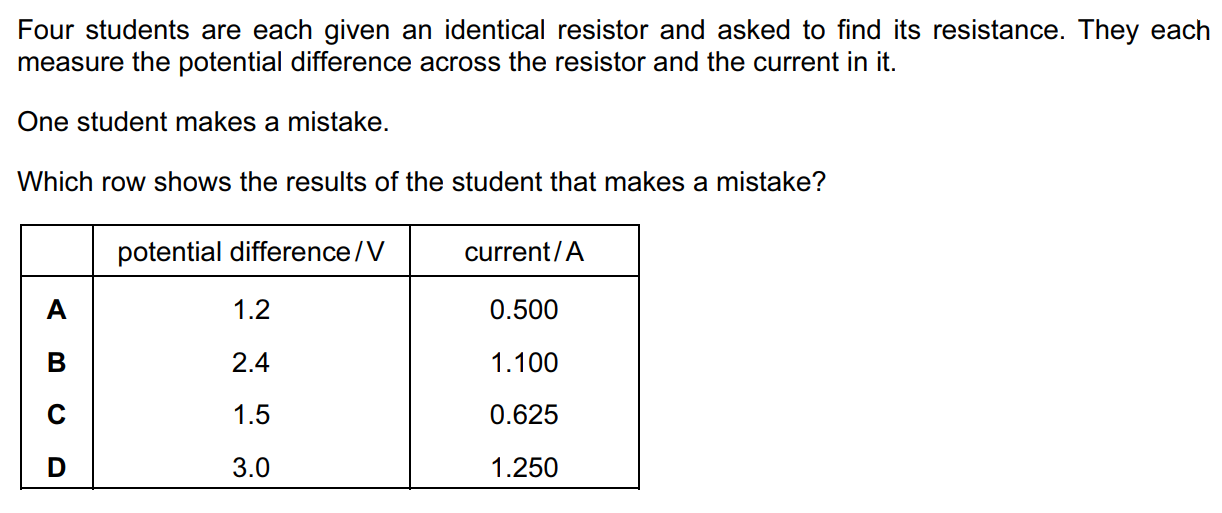 Four students are each given an identical resistor and asked to find its resistance. They each
measure the potential difference across the resistor and the current in it.
One student makes a mistake.
Which row shows the results of the student that makes a mistake?
potential difference / V current / A
A 1.2 0.500
B 2.4 1.100
C 1.5 0.625
D 3.0 1.250